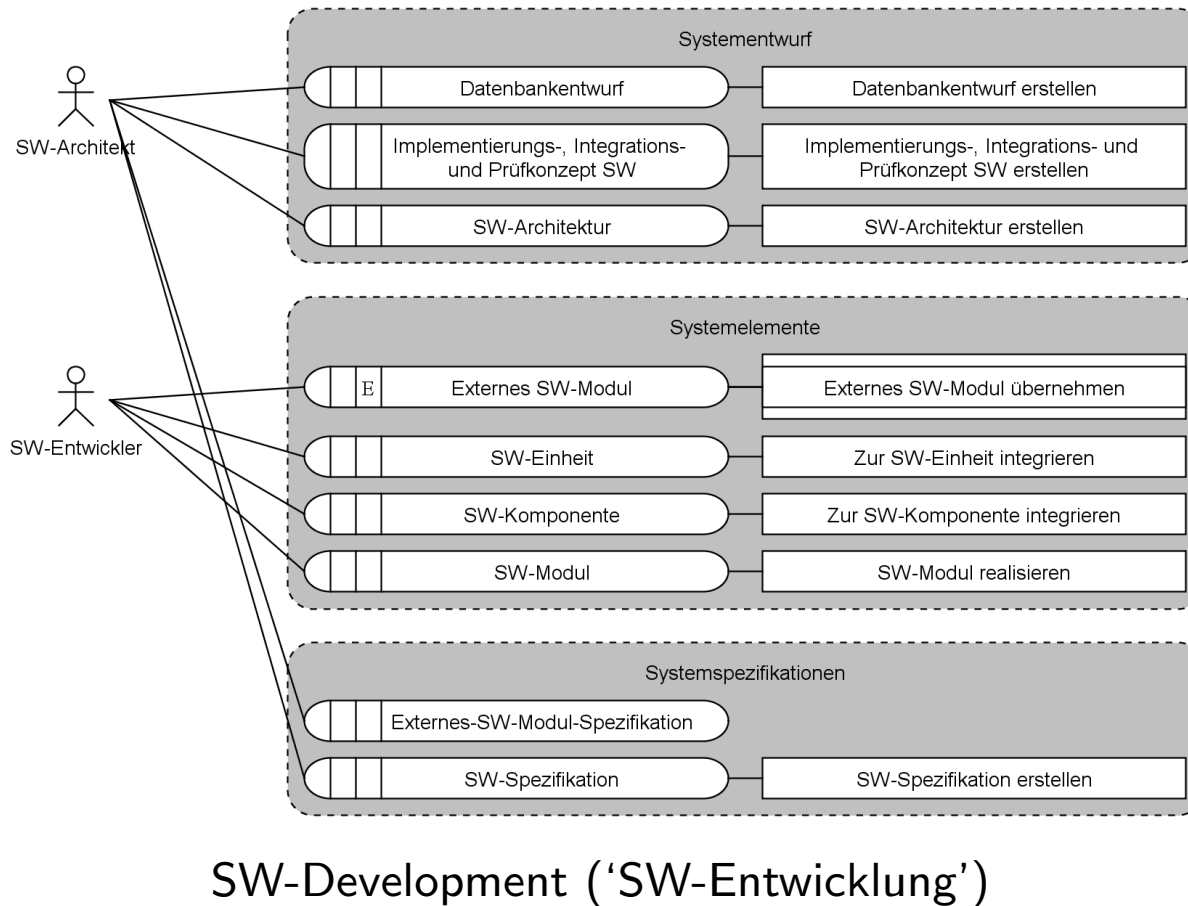 Systementwurf
SW-Architekt
Datenbankentwurf
Datenbankentwurf erstellen
Implementierungs-, Integrations-
und Prüfkonzept SW
Implementierungs-, Integrations- und
Prüfkonzept SW erstellen
SW-Architektur
SW-Architektur erstellen
Systemelemente
SW-Entwickler
E
Externes SW-Modul
Externes SW-Modul übernehmen
SW-Einheit
Zur SW-Einheit integrieren
SW-Komponente
Zur SW-Komponente integrieren
SW-Modul
SW-Modul realisieren
Systemspezifikationen
Externes-SW-Modul-Spezifikation
SW-Spezifikation
SW-Spezifikation erstellen
SW-Development (‘SW-Entwicklung’)